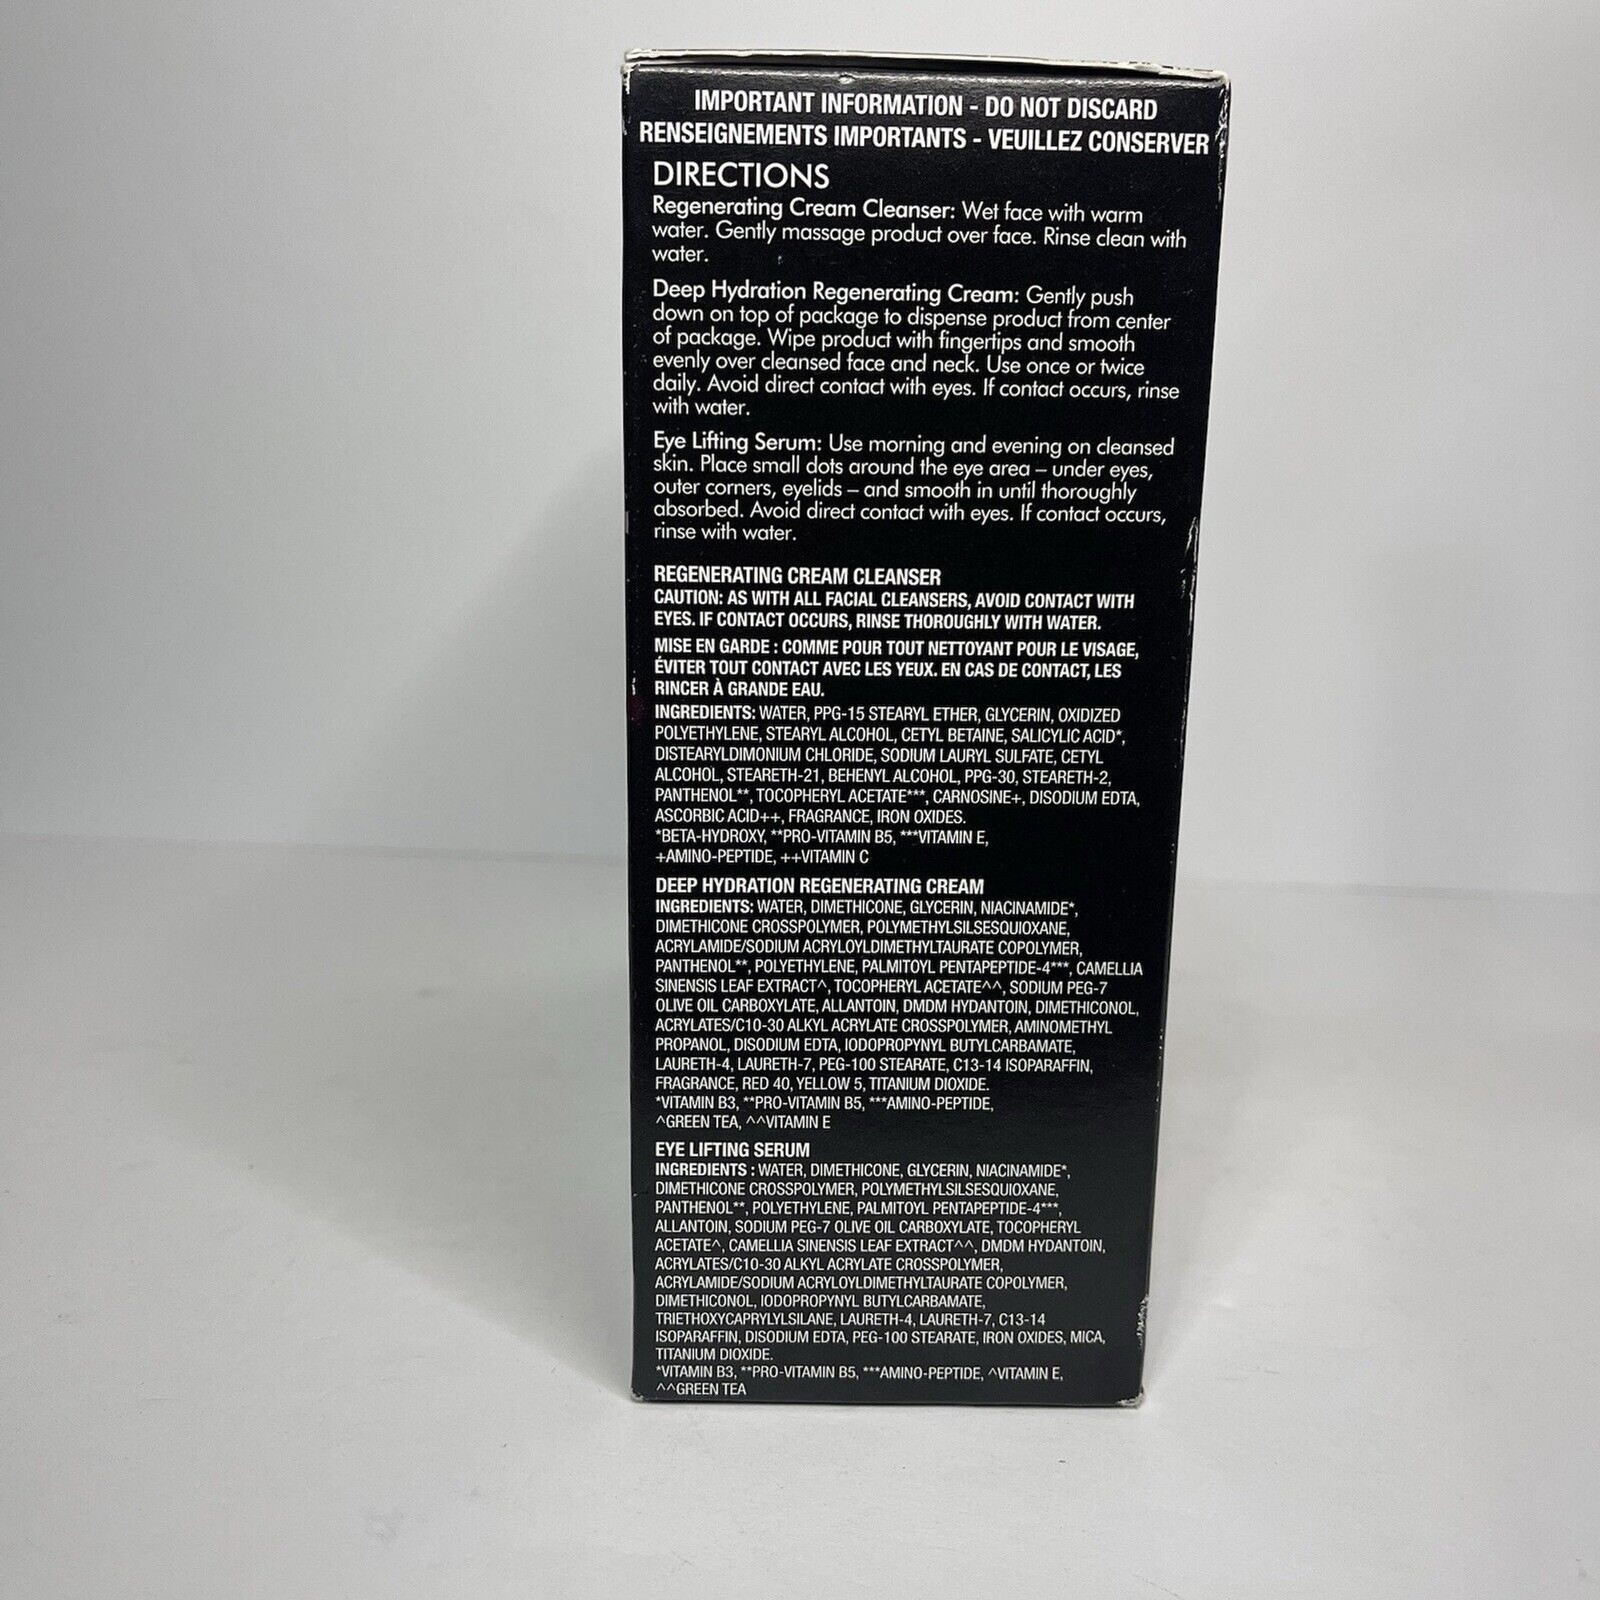 IMPORTANT INFORMATION - DO NOT DISCARD
RENSEIGNEMENTS IMPORTANTS - VEUILLEZ CONSERVER
DIRECTIONS
Regenerating Cream Cleanser: Wet face with warm
water. Gently massage product over face. Rinse clean with
water.
Deep Hydration Regenerating Cream: Gently push
down on top of package to dispense product from center
of package. Wipe product with fingertips and smooth
evenly over cleansed face and neck. Use once or twice
daily. Avoid direct contact with eyes. If contact occurs, rinse
with water.
Eye Lifting Serum: Use morning and evening on cleansed
skin. Place small dots around the eye area – under eyes,
outer corners, eyelids – and smooth in until thoroughly
absorbed. Avoid direct contact with eyes. If contact occurs,
rinse with water.
REGENERATING CREAM CLEANSER
CAUTION: AS WITH ALL FACIAL CLEANSERS, AVOID CONTACT WITH
EYES. IF CONTACT OCCURS, RINSE THOROUGHLY WITH WATER.
MISE EN GARDE : COMME POUR TOUT NETTOYANT POUR LE VISAGE,
ÉVITER TOUT CONTACT AVEC LES YEUX. EN CAS DE CONTACT, LES
RINCER À GRANDE EAU.
INGREDIENTS: WATER, PPG-15 STEARYL ETHER, GLYCERIN, OXIDIZED
POLYETHYLENE, STEARYL ALCOHOL, CETYL BETAINE, SALICYLIC ACID*,
DISTEARYLDIMONIUM CHLORIDE, SODIUM LAURYL SULFATE, CETYL
ALCOHOL, STEARETH-21, BEHENYL ALCOHOL, PPG-30, STEARETH-2,
PANTHENOL**, TOCOPHERYL ACETATE***, CARNOSINE+, DISODIUM EDTA,
ASCORBIC ACID++, FRAGRANCE, IRON OXIDES.
*BETA-HYDROXY, **PRO-VITAMIN B5, ***VITAMIN E,
+AMINO-PEPTIDE, ++VITAMIN C
DEEP HYDRATION REGENERATING CREAM
INGREDIENTS: WATER, DIMETHICONE, GLYCERIN, NIACINAMIDE*,
DIMETHICONE CROSSPOLYMER, POLYMETHYLSILSESQUIOXANE,
ACRYLAMIDE/SODIUM ACRYLOYLDIMETHYLTAURATE COPOLYMER,
PANTHENOL**, POLYETHYLENE, PALMITOYL PENTAPEPTIDE-4***, CAMELLIA
SINENSIS LEAF EXTRACT^, TOCOPHERYL ACETATE^^, SODIUM PEG-7
OLIVE OIL CARBOXYLATE, ALLANTOIN, DMDM HYDANTOIN, DIMETHICONOL,
ACRYLATES/C10-30 ALKYL ACRYLATE CROSSPOLYMER, AMINOMETHYL
PROPANOL, DISODIUM EDTA, IODOPROPYNYL BUTYLCARBAMATE,
LAURETH-4, LAURETH-7, PEG-100 STEARATE, C13-14 ISOPARAFFIN,
FRAGRANCE, RED 40, YELLOW 5, TITANIUM DIOXIDE.
*VITAMIN B3, **PRO-VITAMIN B5, ***AMINO-PEPTIDE,
^GREEN TEA, ^^VITAMIN E
EYE LIFTING SERUM
INGREDIENTS : WATER, DIMETHICONE, GLYCERIN, NIACINAMIDE*,
DIMETHICONE CROSSPOLYMER, POLYMETHYLSILSESQUIOXANE,
PANTHENOL**, POLYETHYLENE, PALMITOYL PENTAPEPTIDE-4***,
ALLANTOIN, SODIUM PEG-7 OLIVE OIL CARBOXYLATE, TOCOPHERYL
ACETATE^, CAMELLIA SINENSIS LEAF EXTRACT^^, DMDM HYDANTOIN,
ACRYLATES/C10-30 ALKYL ACRYLATE CROSSPOLYMER,
ACRYLAMIDE/SODIUM ACRYLOYLDIMETHYLTAURATE COPOLYMER,
DIMETHICONOL, IODOPROPYNYL BUTYLCARBAMATE,
TRIETHOXYCAPRYLYLSILANE, LAURETH-4, LAURETH-7, C13-14
ISOPARAFFIN, DISODIUM EDTA, PEG-100 STEARATE, IRON OXIDES, MICA,
TITANIUM DIOXIDE.
*VITAMIN B3, **PRO-VITAMIN B5, ***AMINO-PEPTIDE, ^VITAMIN E,
^^GREEN TEA